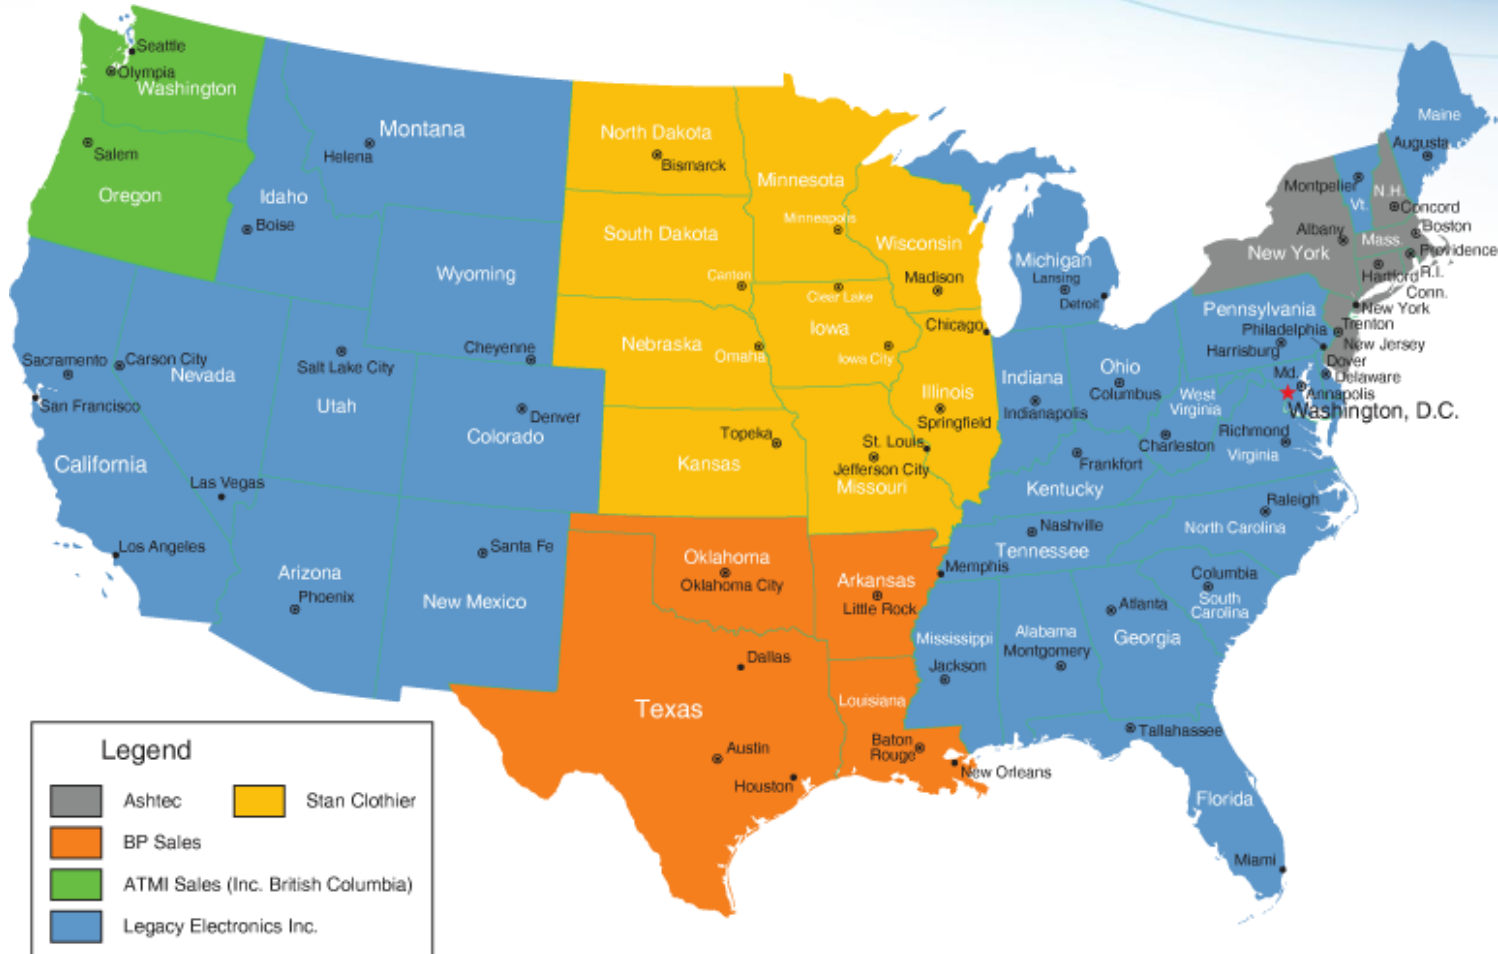 Seattle
Olympia
Washington
Salem
Oregon
Montana
Helena
Idaho
Boise
Wyoming
Cheyenne
North Dakota
Bismarck
South Dakota
Canton
Minnesota
Minneapolis
Wisconsin
Madison
Michigan
Lansing
Detroit
Maine
Augusta
Montpelier
Vt.
N.H.
Concord
Albany
New York
Mass.
Boston
Providence
Hartford
R.I.
Conn.
New York
Pennsylvania
Philadelphia
Harrisburg
Trenton
New Jersey
Dover
Delaware
Md.
Annapolis
Washington, D.C.
Sacramento
Carson City
Nevada
San Francisco
California
Las Vegas
Los Angeles
Salt Lake City
Utah
Denver
Colorado
Arizona
Phoenix
Santa Fe
New Mexico
Nebraska
Omaha
Clear Lake
Iowa
Iowa City
Chicago
Illinois
Springfield
Topeka
Kansas
St. Louis
Jefferson City
Missouri
Indiana
Indianapolis
Ohio
Columbus
West
Virginia
Charleston
Richmond
Virginia
Frankfort
Kentucky
Nashville
Tennessee
Memphis
Raleigh
North Carolina
Columbia
South
Carolina
Oklahoma
Oklahoma City
Arkansas
Little Rock
Mississippi
Jackson
Alabama
Montgomery
Atlanta
Georgia
Dallas
Texas
Austin
Houston
Louisiana
Baton
Rouge
New Orleans
Tallahassee
Florida
Miami
Legend
Ashtec
Stan Clothier
BP Sales
ATMI Sales (Inc. British Columbia)
Legacy Electronics Inc.